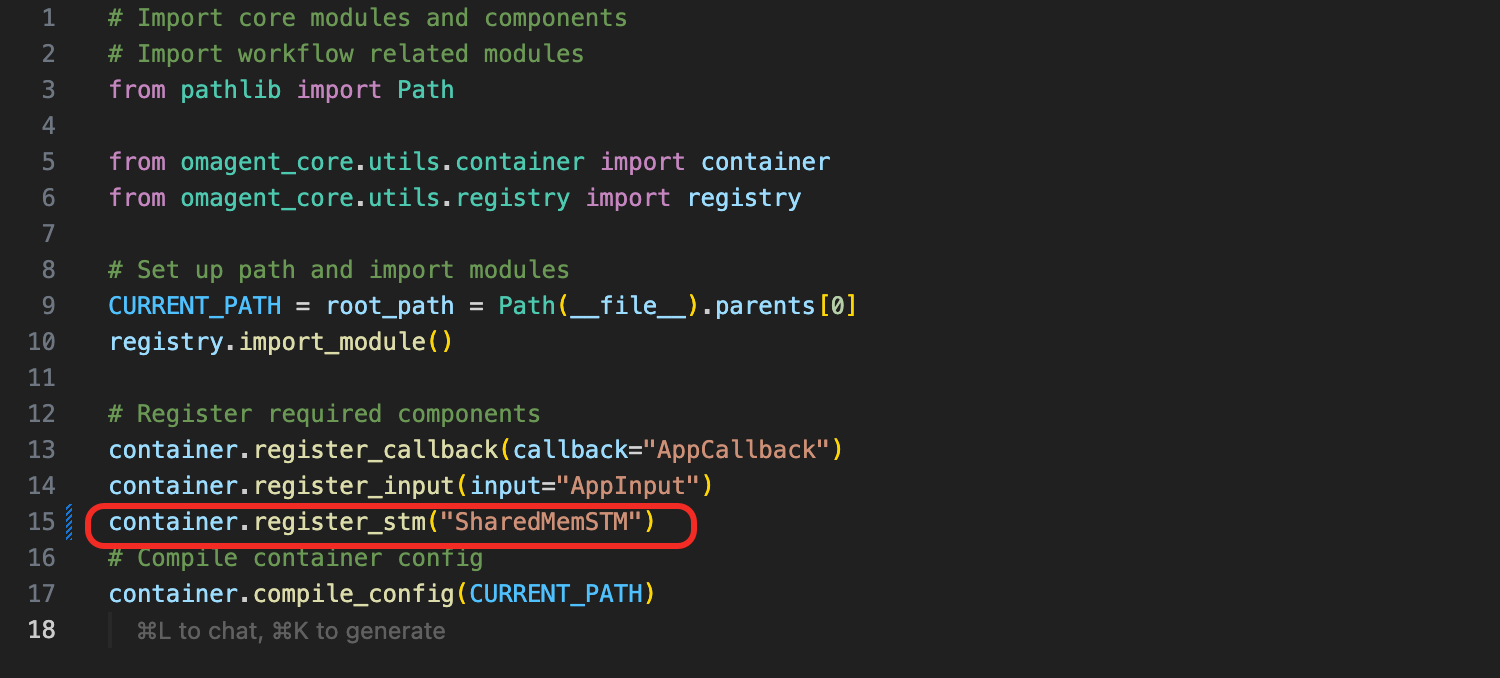 1 # Import core modules and components
2 # Import workflow related modules
3 from pathlib import Path
4
5 from omagent_core.utils.container import container
6 from omagent_core.utils.registry import registry
7
8 # Set up path and import modules
9 CURRENT_PATH = root_path = Path(__file__).parents[0]
10 registry.import_module()
11
12 # Register required components
13 container.register_callback(callback="AppCallback")
14 container.register_input(input="AppInput")
15 container.register_stm("SharedMemSTM")
16 # Compile container config
17 container.compile_config(CURRENT_PATH)
18 ⌘L to chat, ⌘K to generate